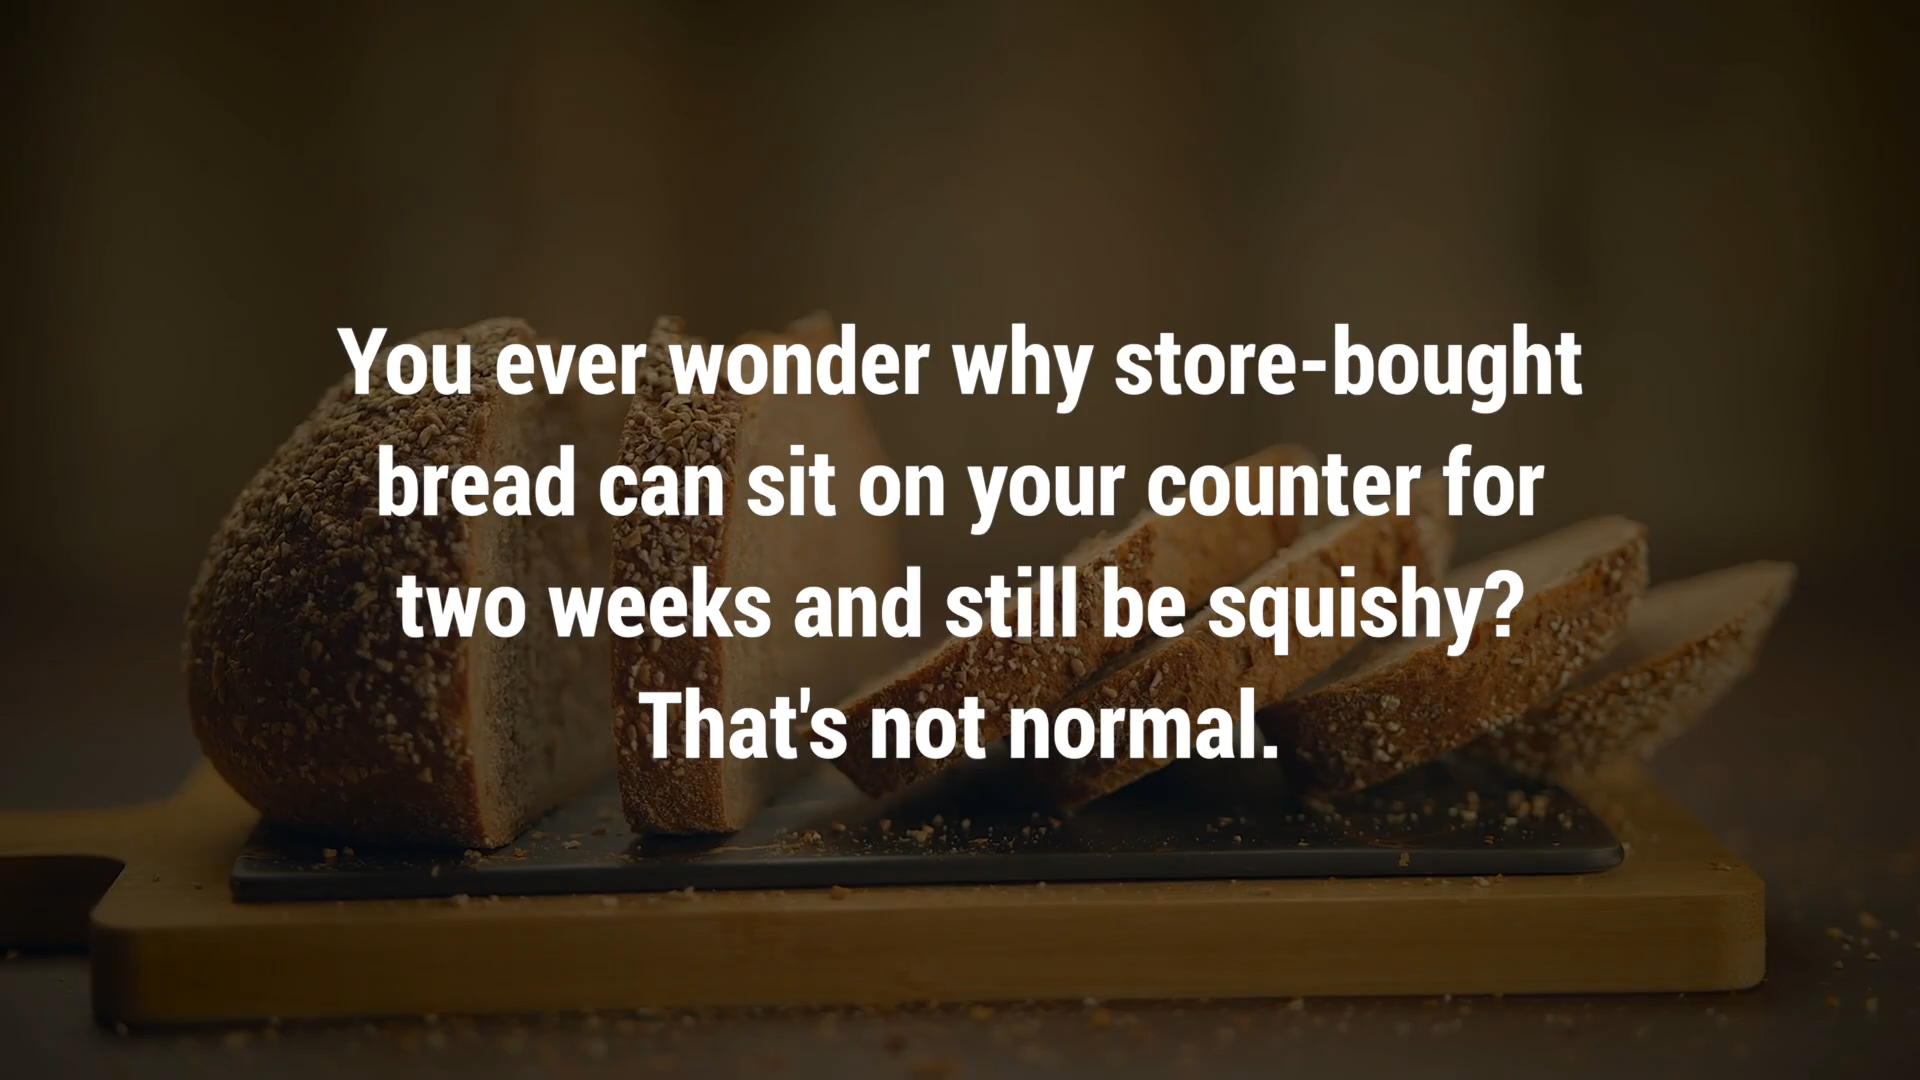 You ever wonder why store-bought
bread can sit on your counter for
two weeks and still be squishy?
That's not normal.